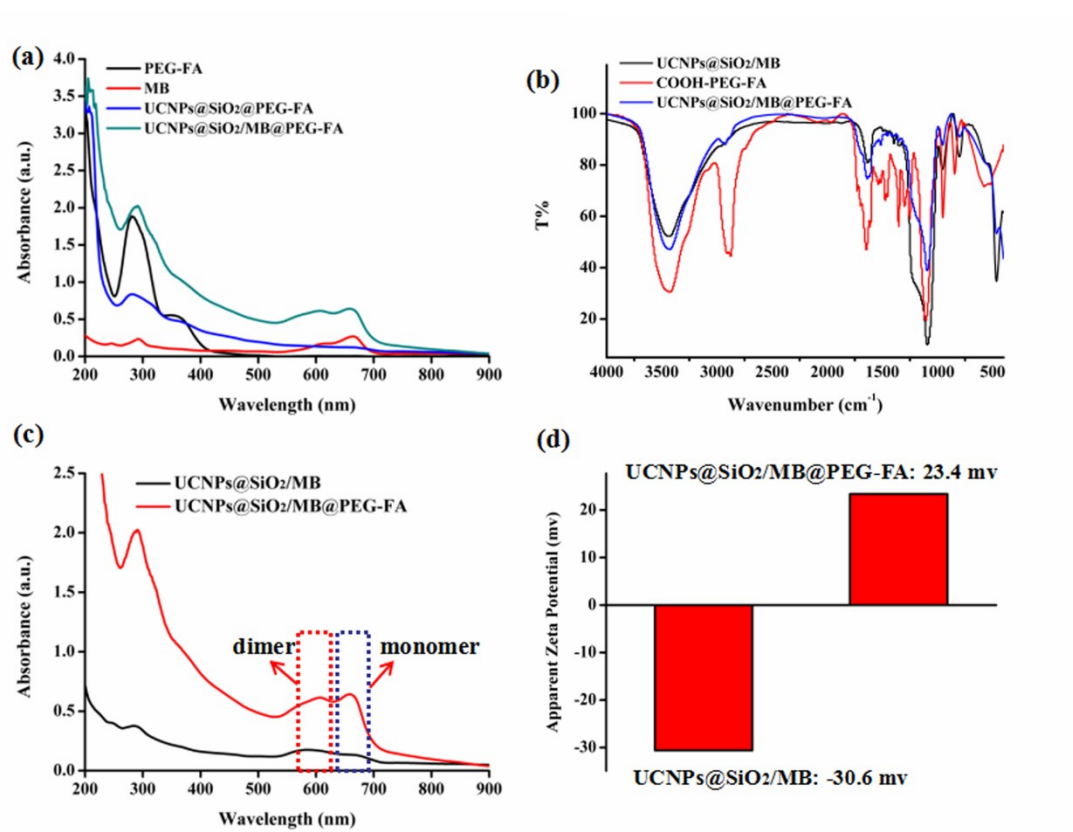 (a)
PEG-FA
MB
UCNPs@SiO2@PEG-FA
UCNPs@SiO2/MB@PEG-FA
4.0
3.5
3.0
2.5
2.0
1.5
1.0
0.5
0.0
Absorbance (a.u.)
200 300 400 500 600 700 800 900
Wavelength (nm)
(b)
UCNPs@SiO2/MB
COOH-PEG-FA
UCNPs@SiO2/MB@PEG-FA
100
80
60
40
20
T%
4000 3500 3000 2500 2000 1500 1000 500
Wavenumber (cm-1)
(c)
UCNPs@SiO2/MB
UCNPs@SiO2/MB@PEG-FA
2.5
2.0
1.5
1.0
0.5
0.0
Absorbance (a.u.)
dimer
monomer
200 300 400 500 600 700 800 900
Wavelength (nm)
(d)
UCNPs@SiO2/MB@PEG-FA: 23.4 mv
20
10
0
-10
-20
-30
Apparent Zeta Potential (mv)
UCNPs@SiO2/MB: -30.6 mv